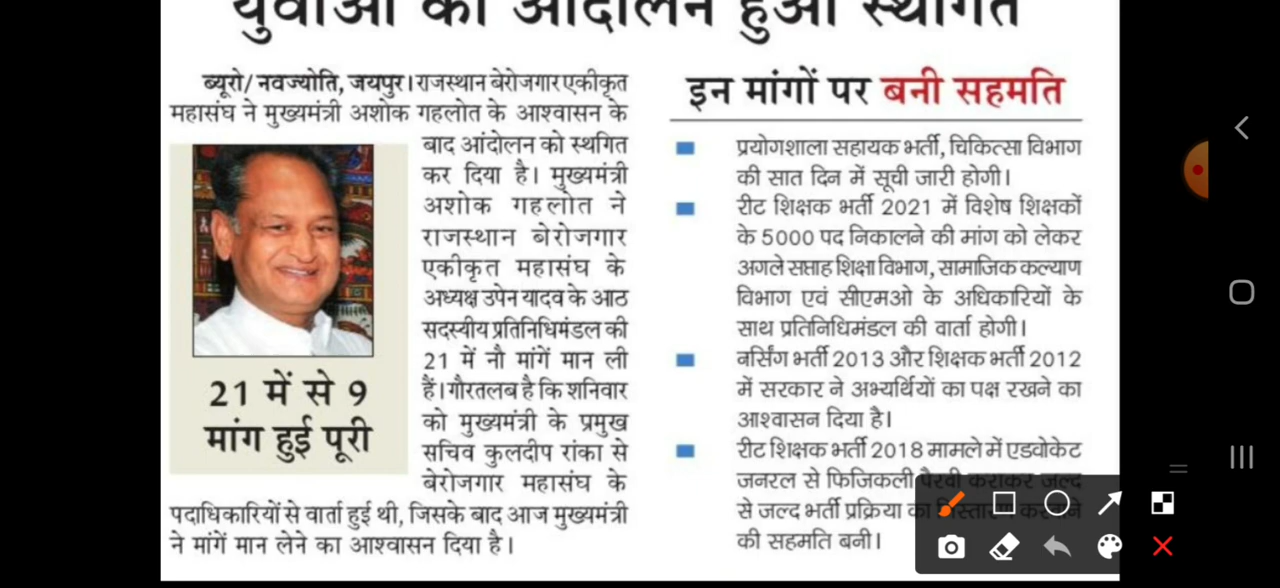 युवाओं का आंदोलन हुआ स्थगित
ब्यूरो/नवज्योति, जयपुर। राजस्थान बेरोजगार एकीकृत
महासंघ ने मुख्यमंत्री अशोक गहलोत के आश्वासन के
बाद आंदोलन को स्थगित
कर दिया है। मुख्यमंत्री
अशोक गहलोत ने
राजस्थान बेरोजगार
एकीकृत महासंघ के
अध्यक्ष उपेन यादव के आठ
सदस्यीय प्रतिनिधिमंडल की
21 में नौ मांगें मान ली
हैं। गौरतलब है कि शनिवार
को मुख्यमंत्री के प्रमुख
सचिव कुलदीप रांका से
बेरोजगार महासंघ के
पदाधिकारियों से वार्ता हुई थी, जिसके बाद आज मुख्यमंत्री
ने मांगें मान लेने का आश्वासन दिया है।
21 में से 9
मांग हुई पूरी
इन मांगों पर बनी सहमति
प्रयोगशाला सहायक भर्ती, चिकित्सा विभाग
की सात दिन में सूची जारी होगी।
रीट शिक्षक भर्ती 2021 में विशेष शिक्षकों
के 5000 पद निकालने की मांग को लेकर
अगले सप्ताह शिक्षा विभाग, सामाजिक कल्याण
विभाग एवं सीएमओ के अधिकारियों के
साथ प्रतिनिधिमंडल की वार्ता होगी।
नर्सिंग भर्ती 2013 और शिक्षक भर्ती 2012
में सरकार ने अभ्यर्थियों का पक्ष रखने का
आश्वासन दिया है।
रीट शिक्षक भर्ती 2018 मामले में एडवोकेट
जनरल से फिजिकली पैरवी कराकर जल्द
से जल्द भर्ती प्रक्रिया का निस्तारण करवाने
की सहमति बनी।